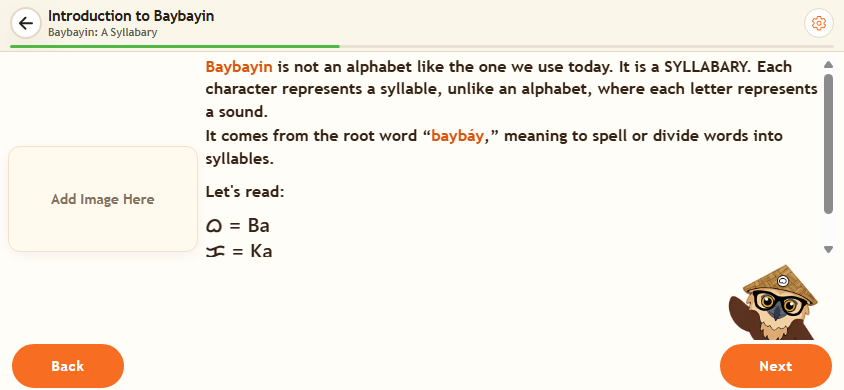 Introduction to Baybayin
Baybayin: A Syllabary
Baybayin is not an alphabet like the one we use today. It is a SYLLABARY. Each
character represents a syllable, unlike an alphabet, where each letter represents
a sound.
It comes from the root word “baybáy,” meaning to spell or divide words into
syllables.
Add Image Here
Let's read:
ᜊ = Ba
ᜃ = Ka
Back
Next